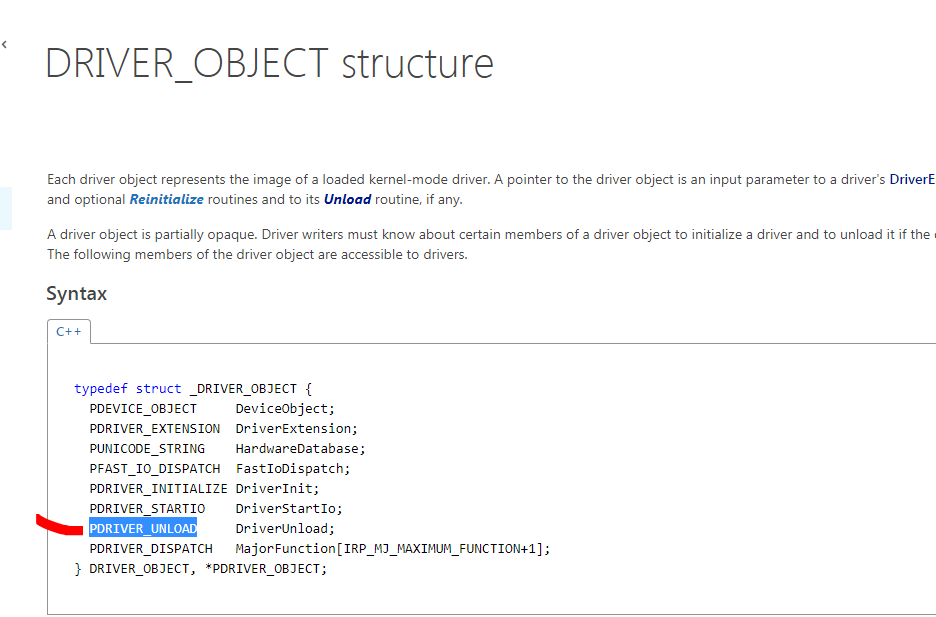 DRIVER_OBJECT structure
Each driver object represents the image of a loaded kernel-mode driver. A pointer to the driver object is an input parameter to a driver's DriverE
and optional Reinitialize routines and to its Unload routine, if any.
A driver object is partially opaque. Driver writers must know about certain members of a driver object to initialize a driver and to unload it if the
The following members of the driver object are accessible to drivers.
Syntax
C++
typedef struct _DRIVER_OBJECT {
PDEVICE_OBJECT DeviceObject;
PDRIVER_EXTENSION DriverExtension;
PUNICODE_STRING HardwareDatabase;
PFAST_IO_DISPATCH FastIoDispatch;
PDRIVER_INITIALIZE DriverInit;
PDRIVER_STARTIO DriverStartIo;
PDRIVER_UNLOAD DriverUnload;
PDRIVER_DISPATCH MajorFunction[IRP_MJ_MAXIMUM_FUNCTION+1];
} DRIVER_OBJECT, *PDRIVER_OBJECT;